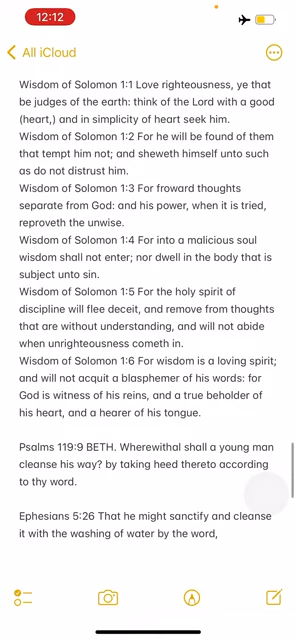 12:12
All iCloud
Wisdom of Solomon 1:1 Love righteousness, ye that
be judges of the earth: think of the Lord with a good
(heart,) and in simplicity of heart seek him.
Wisdom of Solomon 1:2 For he will be found of them
that tempt him not; and sheweth himself unto such
as do not distrust him.
Wisdom of Solomon 1:3 For froward thoughts
separate from God: and his power, when it is tried,
reproveth the unwise.
Wisdom of Solomon 1:4 For into a malicious soul
wisdom shall not enter; nor dwell in the body that is
subject unto sin.
Wisdom of Solomon 1:5 For the holy spirit of
discipline will flee deceit, and remove from thoughts
that are without understanding, and will not abide
when unrighteousness cometh in.
Wisdom of Solomon 1:6 For wisdom is a loving spirit;
and will not acquit a blasphemer of his words: for
God is witness of his reins, and a true beholder of
his heart, and a hearer of his tongue.
Psalms 119:9 BETH. Wherewithal shall a young man
cleanse his way? by taking heed thereto according
to thy word.
Ephesians 5:26 That he might sanctify and cleanse
it with the washing of water by the word,